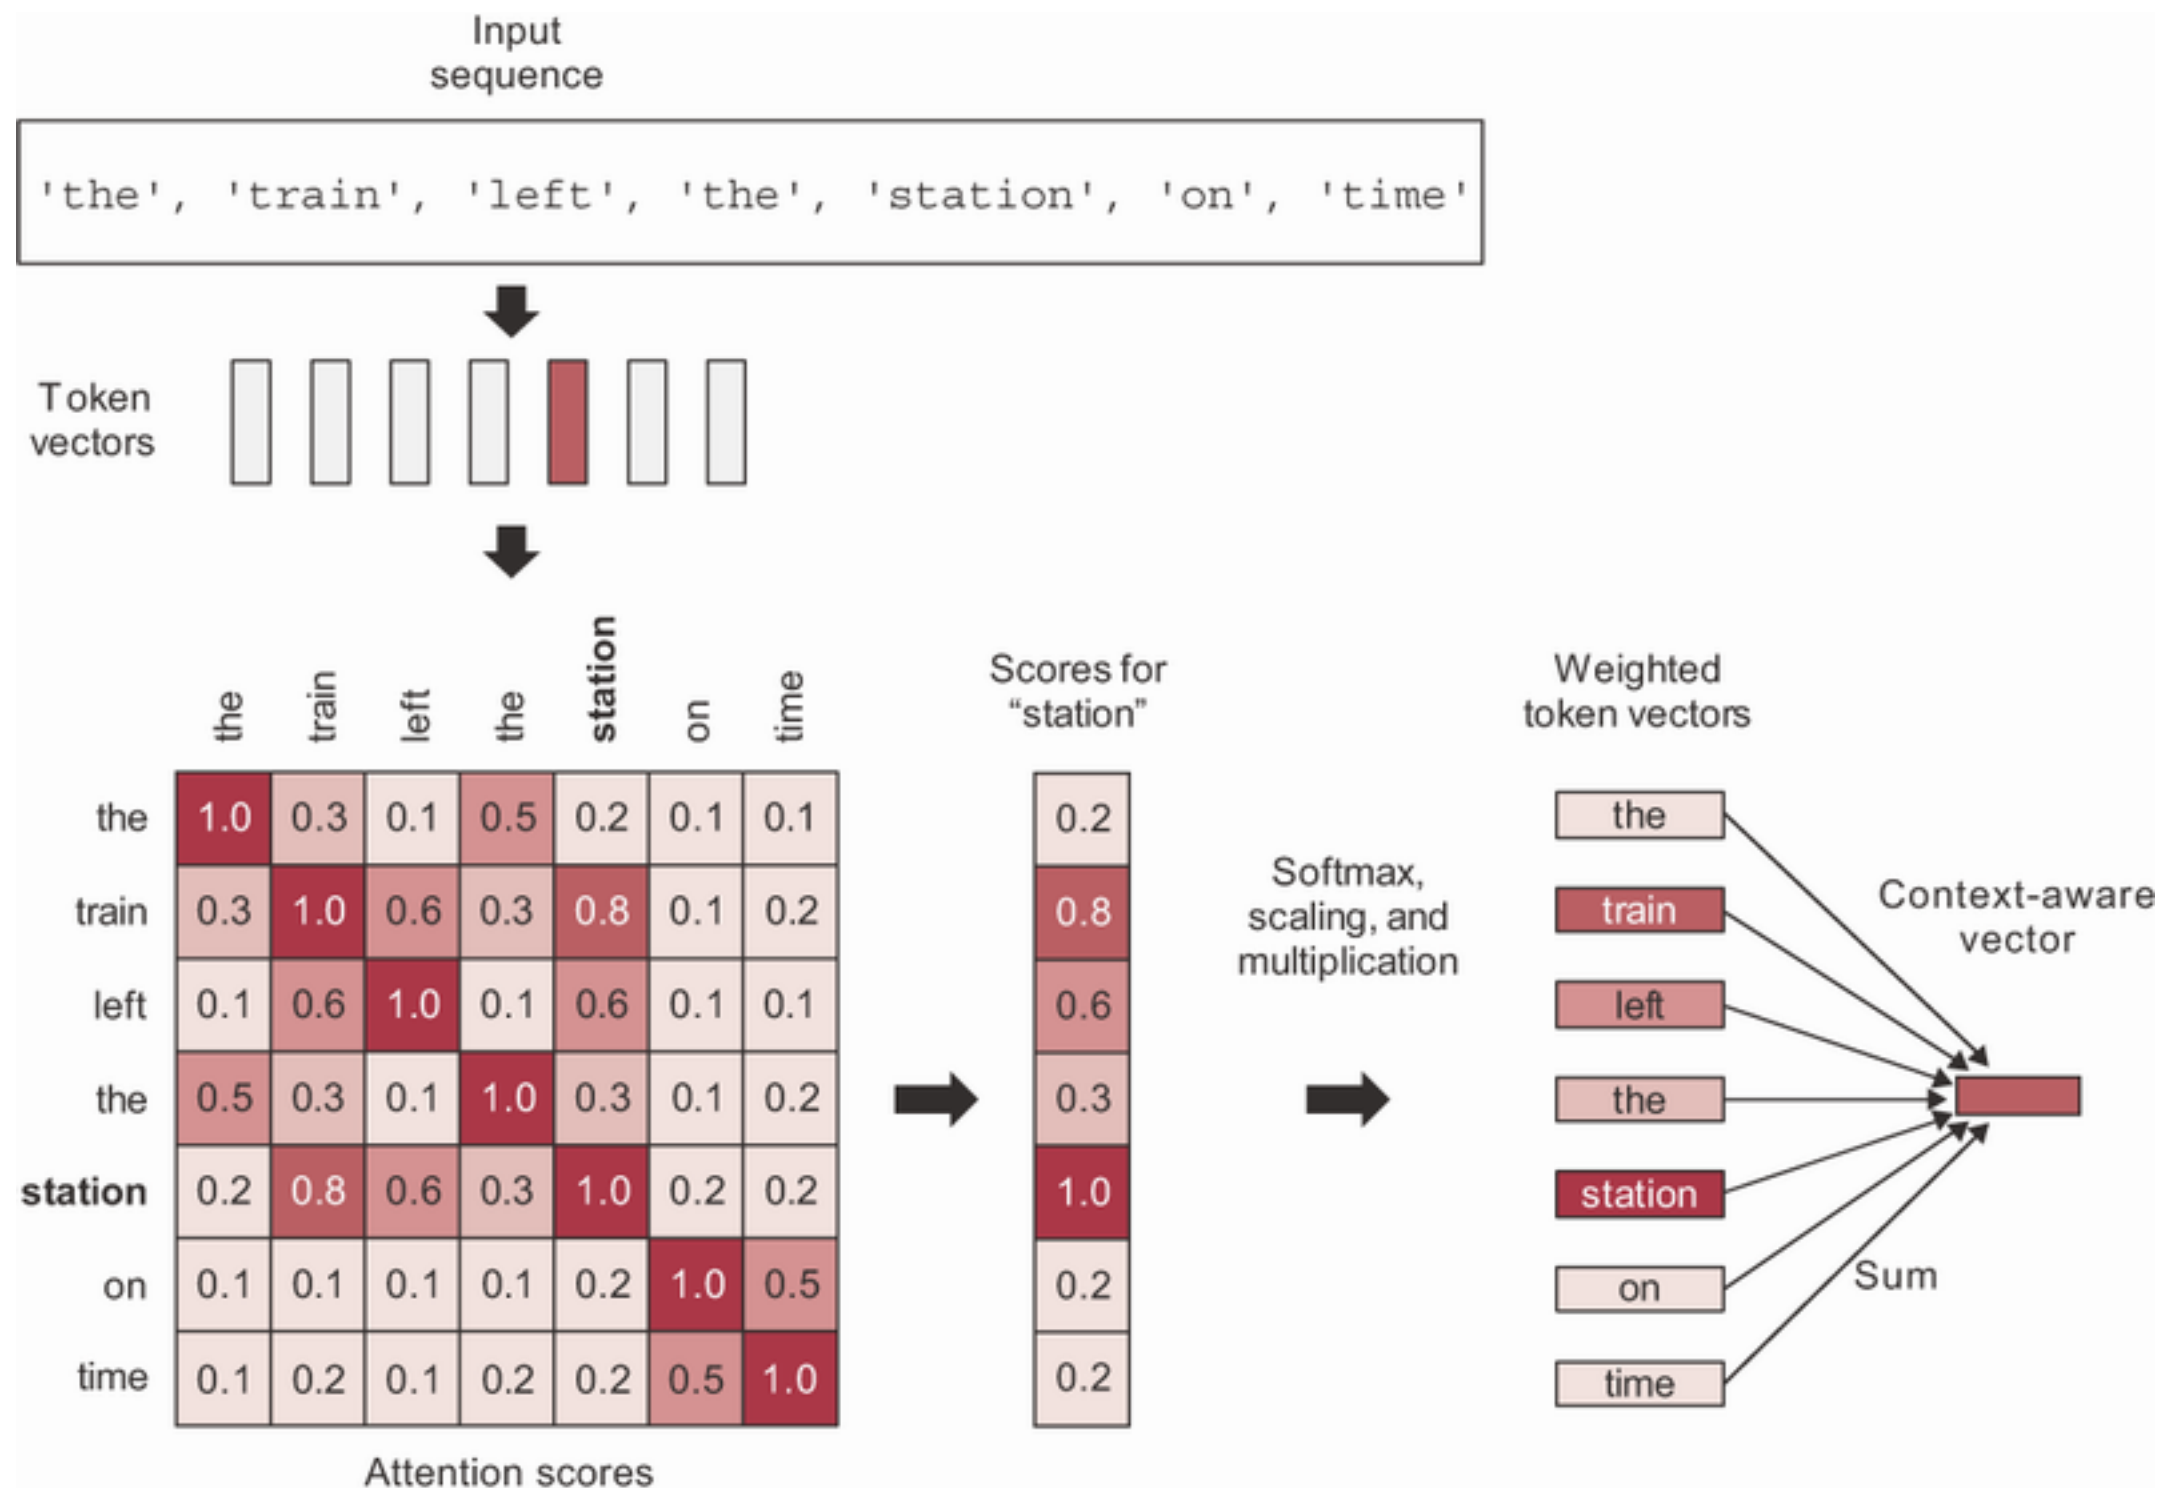 Input
sequence
'the', 'train', 'left', 'the', 'station', 'on', 'time'
Token
vectors
the train left the station on time
the 1.0 0.3 0.1 0.5 0.2 0.1 0.1
train 0.3 1.0 0.6 0.3 0.8 0.1 0.2
left 0.1 0.6 1.0 0.1 0.6 0.1 0.1
the 0.5 0.3 0.1 1.0 0.3 0.1 0.2
station 0.2 0.8 0.6 0.3 1.0 0.2 0.2
on 0.1 0.1 0.1 0.1 0.2 1.0 0.5
time 0.1 0.2 0.1 0.2 0.2 0.5 1.0
Attention scores
Scores for
“station”
0.2
0.8
0.6
0.3
1.0
0.2
0.2
Softmax,
scaling, and
multiplication
Weighted
token vectors
the
train
left
the
station
on
time
Sum
Context-aware
vector